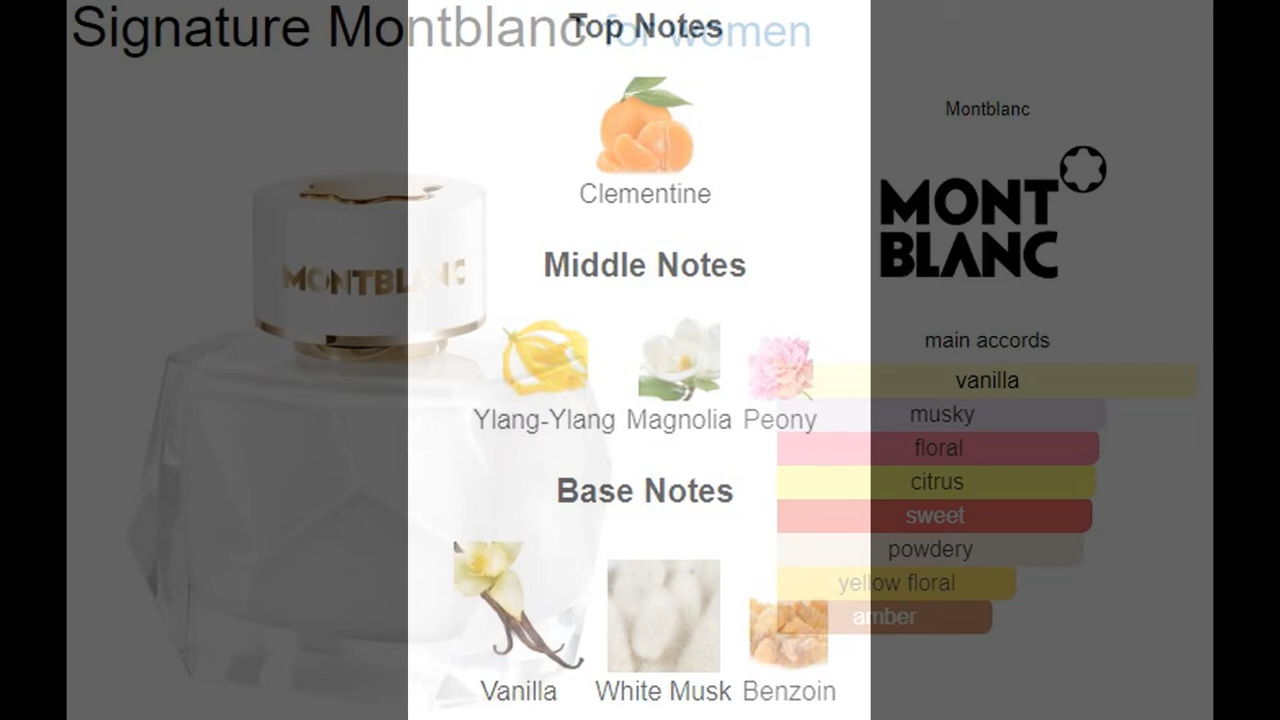 Signature Montblanc for women
Top Notes
Clementine
Middle Notes
Ylang-Ylang Magnolia Peony
Base Notes
Vanilla White Musk Benzoin
MONTBLANC
Montblanc
MONT
BLANC
main accords
vanilla
musky
floral
citrus
sweet
powdery
yellow floral
amber